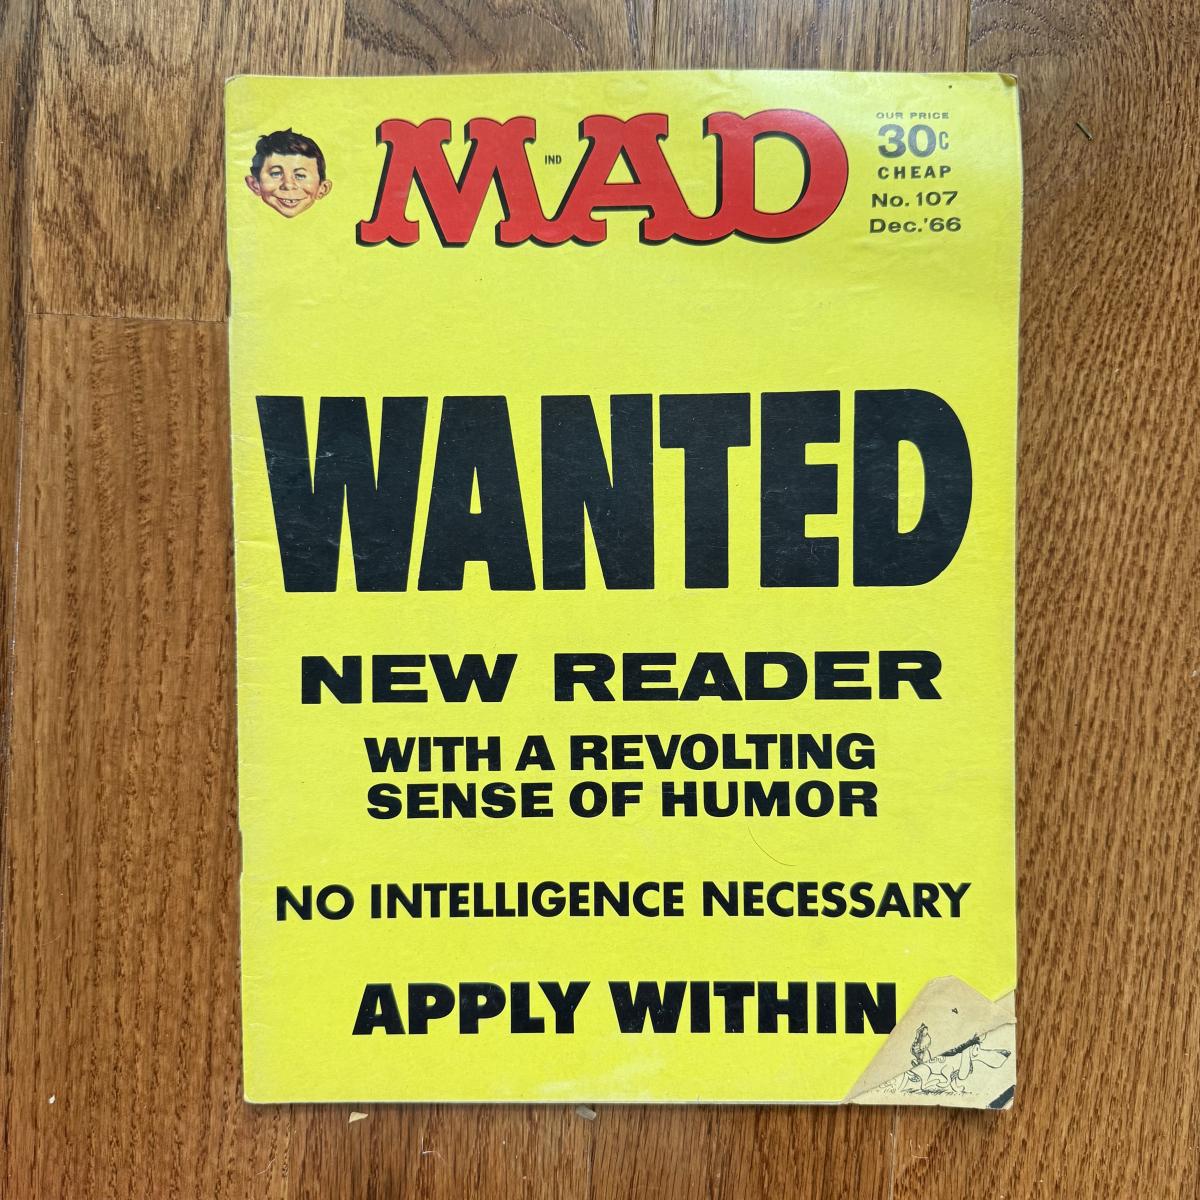 MAD
IND
OUR PRICE
30c
CHEAP
No. 107
Dec.'66
WANTED
NEW READER
WITH A REVOLTING
SENSE OF HUMOR
NO INTELLIGENCE NECESSARY
APPLY WITHIN